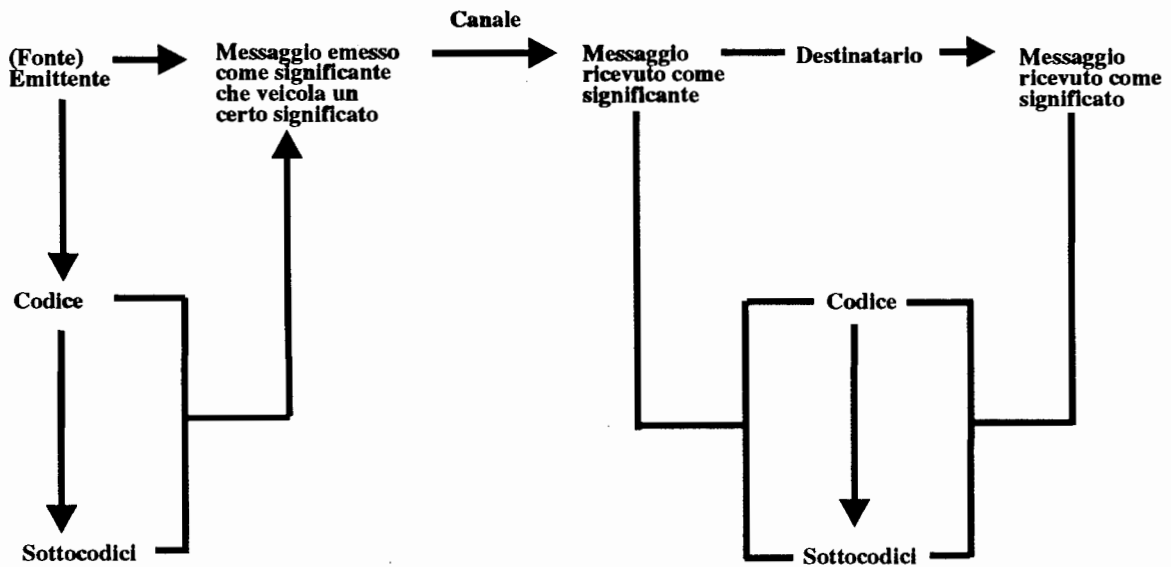 Canale
(Fonte)
Emittente
Messaggio emesso
come significante
che veicola un
certo significato
Messaggio
ricevuto come
significante
Destinatario
Messaggio
ricevuto come
significato
Codice
Sottocodici
Codice
Sottocodici